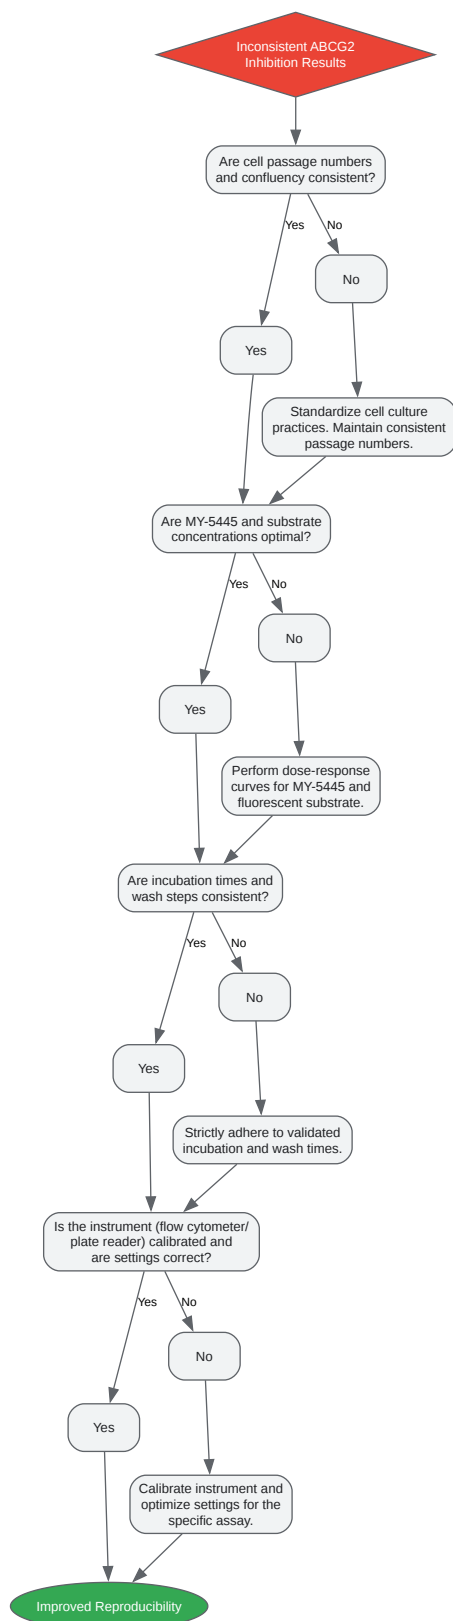 Inconsistent ABCG2
Inhibition Results
Are cell passage numbers
and confluency consistent?
Yes
No
No
Yes
Standardize cell culture
practices. Maintain consistent
passage numbers.
Are MY-5445 and substrate
concentrations optimal?
Yes
No
No
Yes
Perform dose-response
curves for MY-5445 and
fluorescent substrate.
Are incubation times and
wash steps consistent?
Yes
No
No
Yes
Strictly adhere to validated
incubation and wash times.
Is the instrument (flow cytometer/
plate reader) calibrated and
are settings correct?
Yes
No
No
Yes
Calibrate instrument and
optimize settings for the
specific assay.
Improved Reproducibility